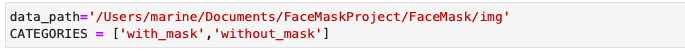 data_path='/Users/marine/Documents/FaceMaskProject/FaceMask/img'
CATEGORIES = ['with_mask','without_mask']